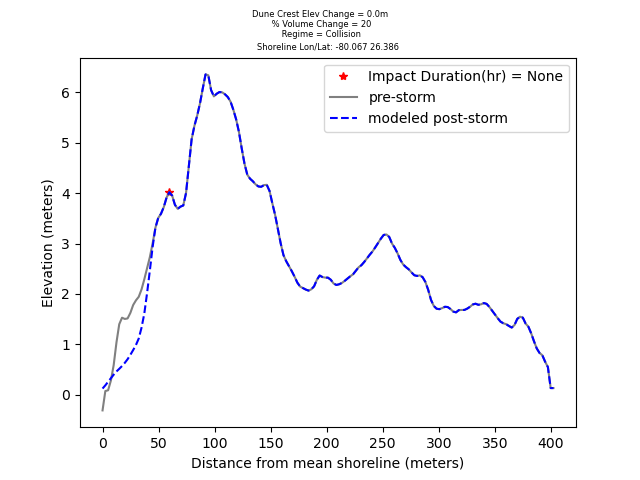 Dune Crest Elev Change = 0.0m
% Volume Change = 20
Regime = Collision
Shoreline Lon/Lat: -80.067 26.386
Impact Duration(hr) = None
pre-storm
modeled post-storm
Elevation (meters)
6
5
4
3
2
1
0
0 50 100 150 200 250 300 350 400
Distance from mean shoreline (meters)